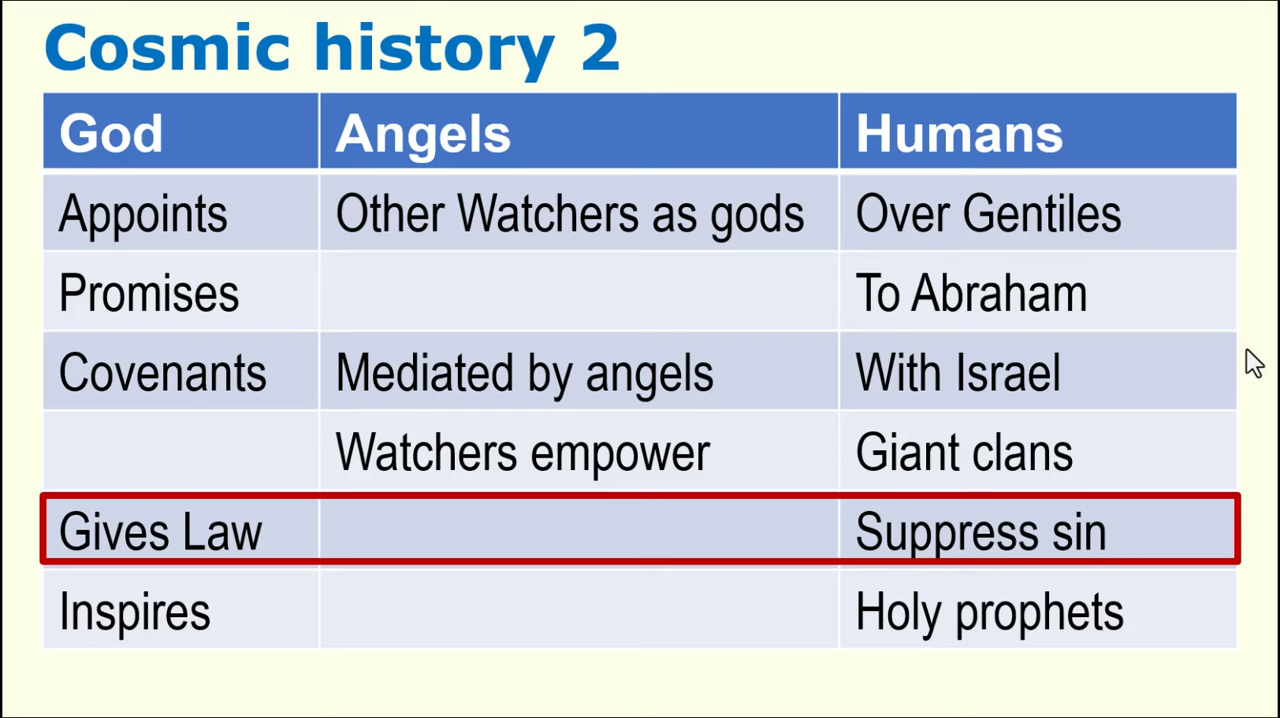 Cosmic history 2
God Angels Humans
Appoints Other Watchers as gods Over Gentiles
Promises To Abraham
Covenants Mediated by angels With Israel
Watchers empower Giant clans
Gives Law Suppress sin
Inspires Holy prophets